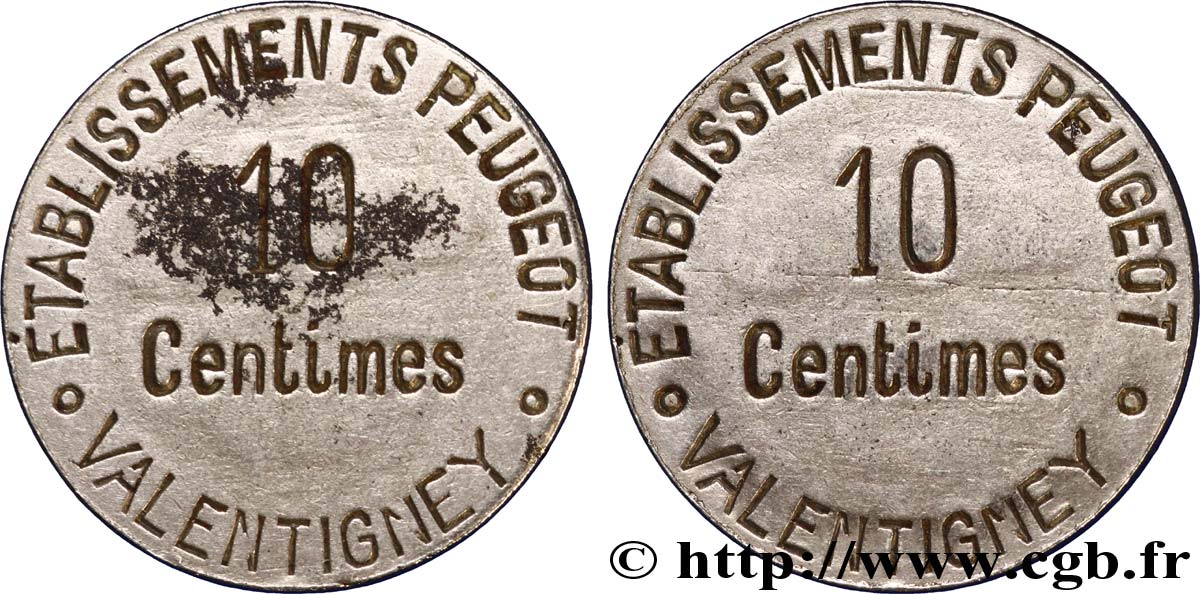 ÉTABLISSEMENTS PEUGEOT
10
Centimes
VALENTIGNEY
ÉTABLISSEMENTS PEUGEOT
10
Centimes
VALENTIGNEY
© http://www.cgb.fr